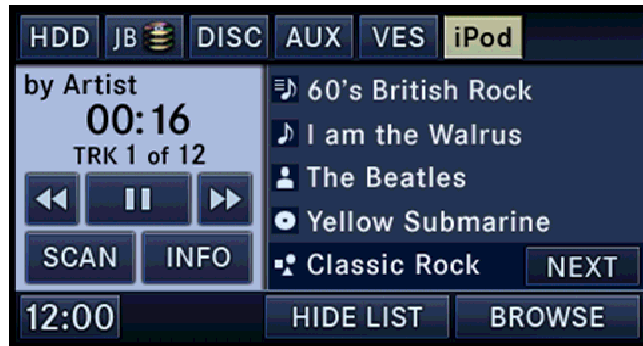 HDD JB DISC AUX VES iPod
by Artist
00:16
TRK 1 of 12
SCAN INFO
60's British Rock
I am the Walrus
The Beatles
Yellow Submarine
Classic Rock NEXT
12:00 HIDE LIST BROWSE